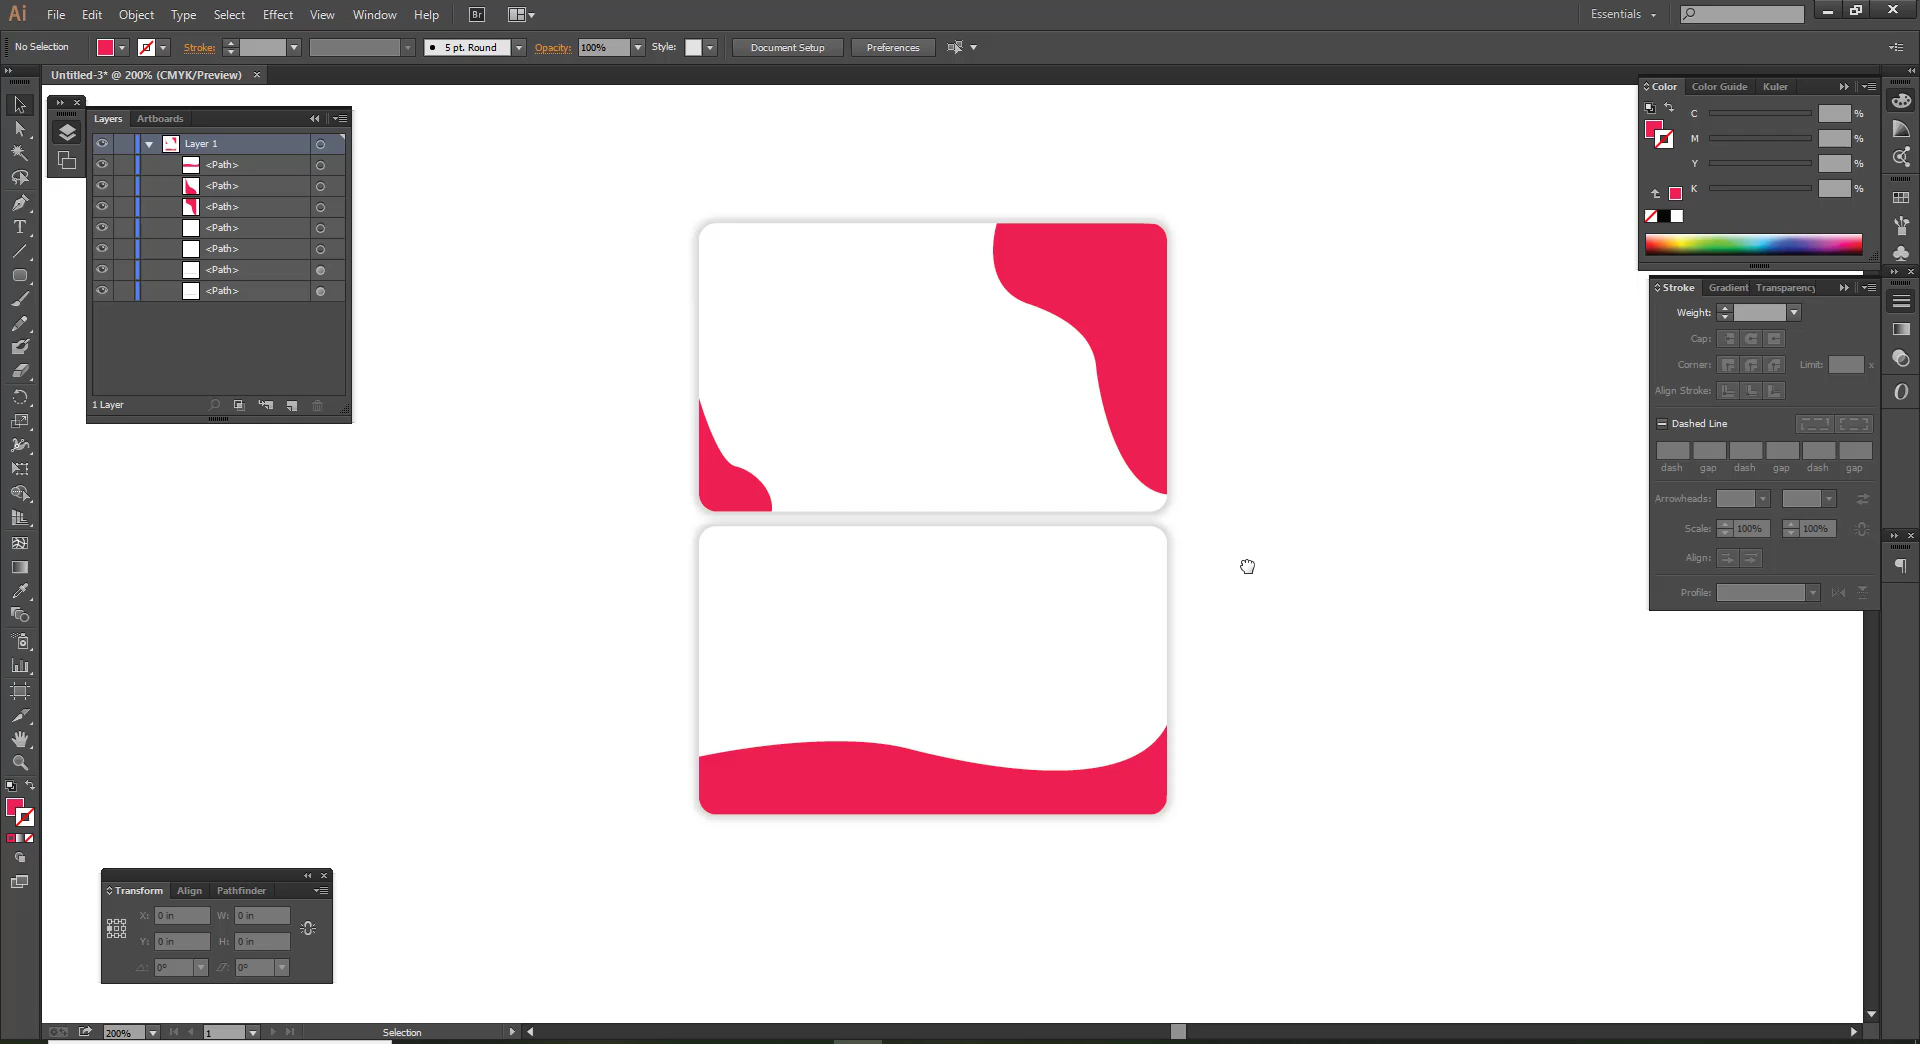 Ai File Edit Object Type Select Effect View Window Help Br Essentials
No Selection Stroke: 5 pt. Round Opacity: 100% Style: Document Setup Preferences
Untitled-3* @ 200% (CMYK/Preview)
Layers Artboards
Layer 1
<Path>
<Path>
<Path>
<Path>
<Path>
<Path>
<Path>
1 Layer
Color Color Guide Kuler
C %
M %
Y %
K %
Stroke Gradient Transparency
Weight:
Cap:
Corner: Limit: x
Align Stroke:
Dashed Line
dash gap dash gap dash gap
Arrowheads:
Scale: 100% 100%
Align:
Profile:
Transform Align Pathfinder
X: 0 in W: 0 in
Y: 0 in H: 0 in
0° 0°
200% 1 Selection